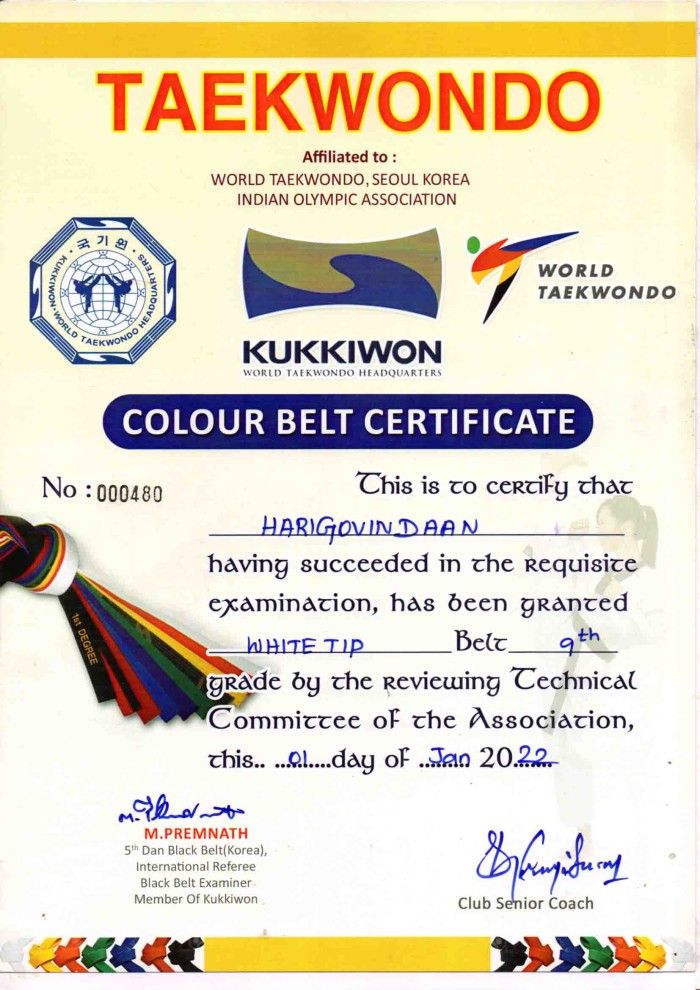 TAEKWONDO
Affiliated to :
WORLD TAEKWONDO, SEOUL KOREA
INDIAN OLYMPIC ASSOCIATION
국기원
KUKKIWON · WORLD TAEKWONDO HEADQUARTERS
KUKKIWON
WORLD TAEKWONDO HEADQUARTERS
WORLD
TAEKWONDO
COLOUR BELT CERTIFICATE
No : 000480
This is to certify that
HARIGOVINDAAN
having succeeded in the requisite
examination, has been granted
WHITE TIP Belt 9th
grade by the reviewing Technical
Committee of the Association,
this.. ...01....day of ..Jan 20.22..
1st DEGREE
M.PREMNATH
5th Dan Black Belt(Korea),
International Referee
Black Belt Examiner
Member Of Kukkiwon
Club Senior Coach